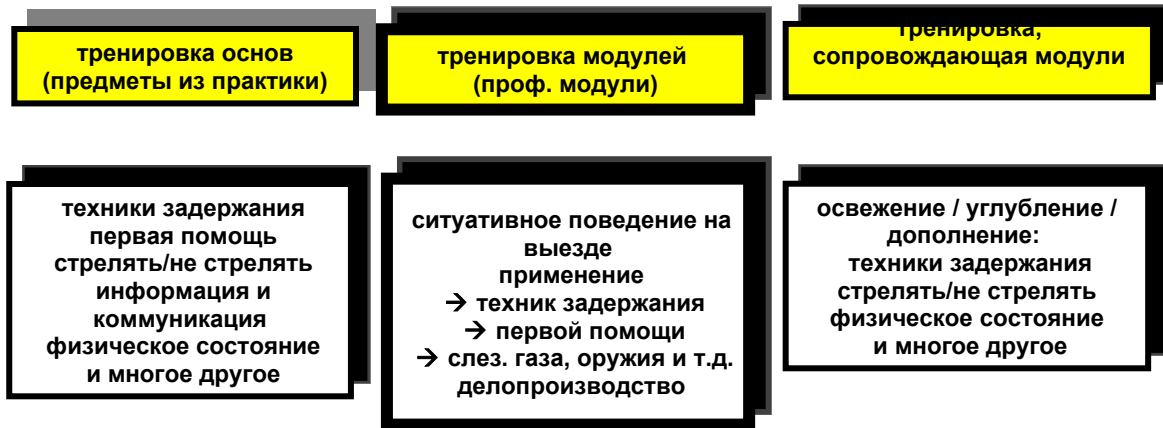 тренировка основ
(предметы из практики)
тренировка модулей
(проф. модули)
тренировка,
сопровождающая модули
техники задержания
первая помощь
стрелять/не стрелять
информация и
коммуникация
физическое состояние
и многое другое
ситуативное поведение на
выезде
применение
→ техник задержания
→ первой помощи
→ слез. газа, оружия и т.д.
делопроизводство
освежение / углубление /
дополнение:
техники задержания
стрелять/не стрелять
физическое состояние
и многое другое